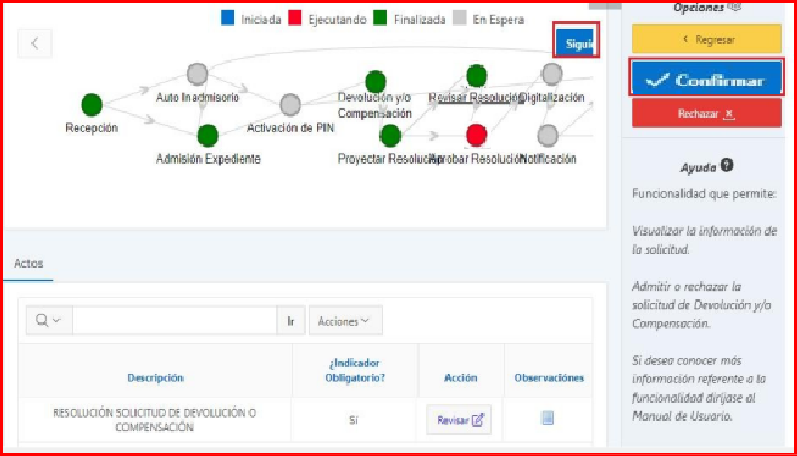 Iniciada Ejecutando Finalizada En Espera
Siguie
Auto Inadmisorio
Devolución y/o
Compensación
Revisar Resolución
Digitalización
Recepción
Activación de PIN
Admisión Expediente
Proyectar Resolución
Aprobar Resolución
Notificación
Opciones
Regresar
Confirmar
Rechazar
Ayuda
Funcionalidad que permite:
Visualizar la información de
la solicitud.
Admitir o rechazar la
solicitud de Devolución y/o
Compensación.
Si desea conocer más
información referente a la
funcionalidad diríjase al
Manual de Usuario.
Actos
Ir Acciones
Descripción
¿Indicador
Obligatorio?
Acción
Observaciones
RESOLUCIÓN SOLICITUD DE DEVOLUCIÓN O
COMPENSACIÓN
Sí
Revisar